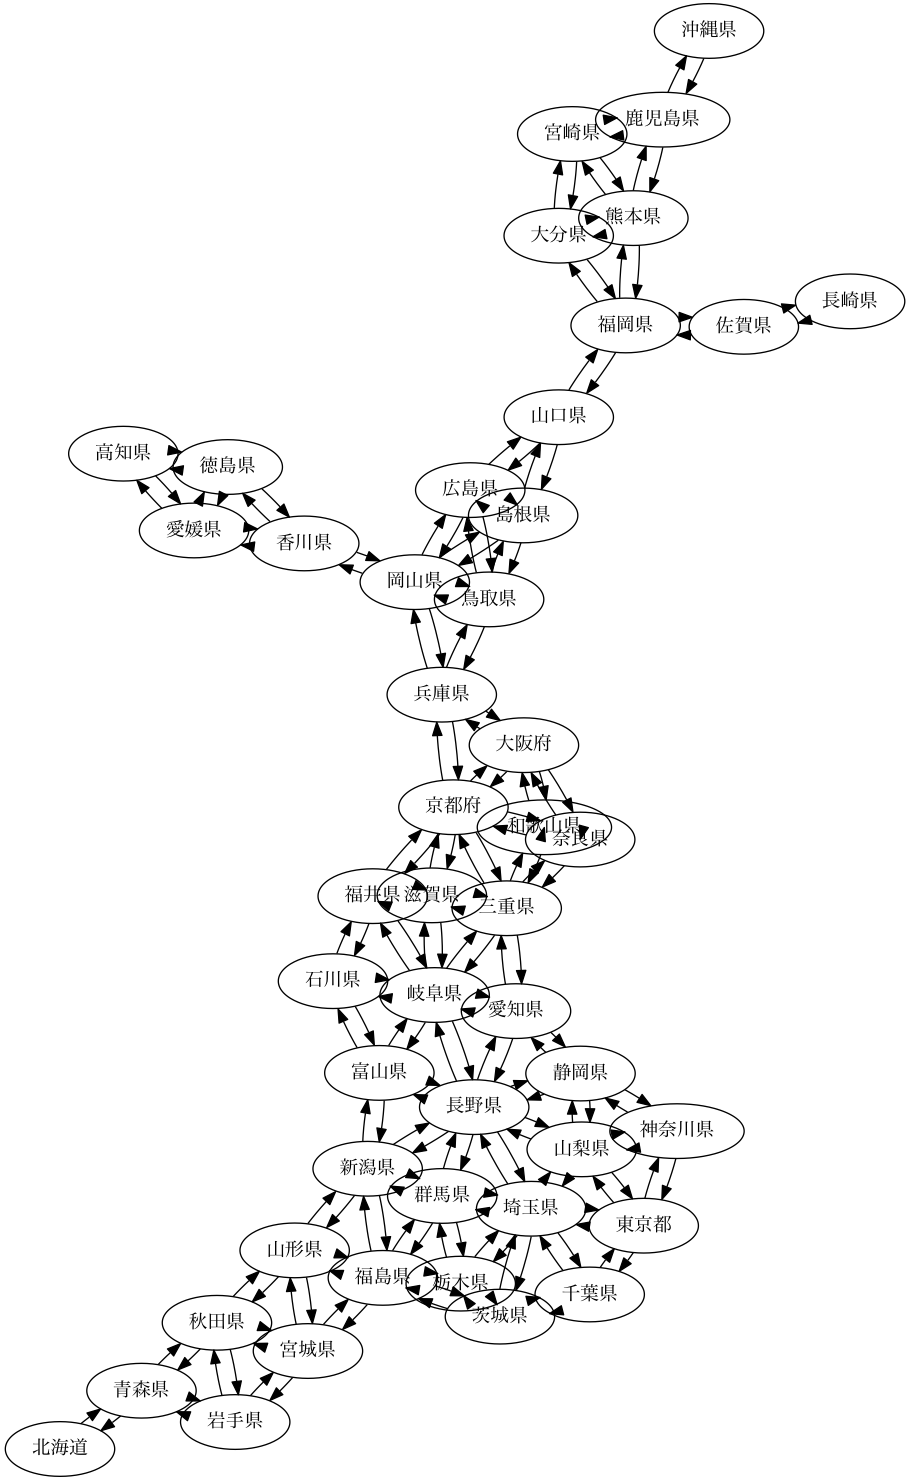 沖縄県
鹿児島県
宮崎県
熊本県
大分県
長崎県
福岡県
佐賀県
山口県
高知県
徳島県
広島県
島根県
愛媛県
香川県
岡山県
鳥取県
兵庫県
大阪府
京都府
和歌山県
奈良県
福井県
滋賀県
三重県
石川県
岐阜県
愛知県
富山県
静岡県
長野県
神奈川県
山梨県
新潟県
群馬県
埼玉県
東京都
山形県
福島県
栃木県
千葉県
茨城県
秋田県
宮城県
青森県
岩手県
北海道